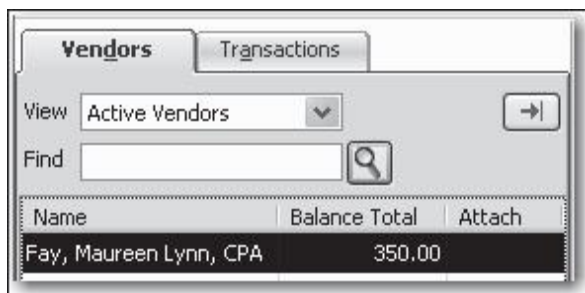 Vendors Transactions
View Active Vendors
Find
Name Balance Total Attach
Fay, Maureen Lynn, CPA 350.00